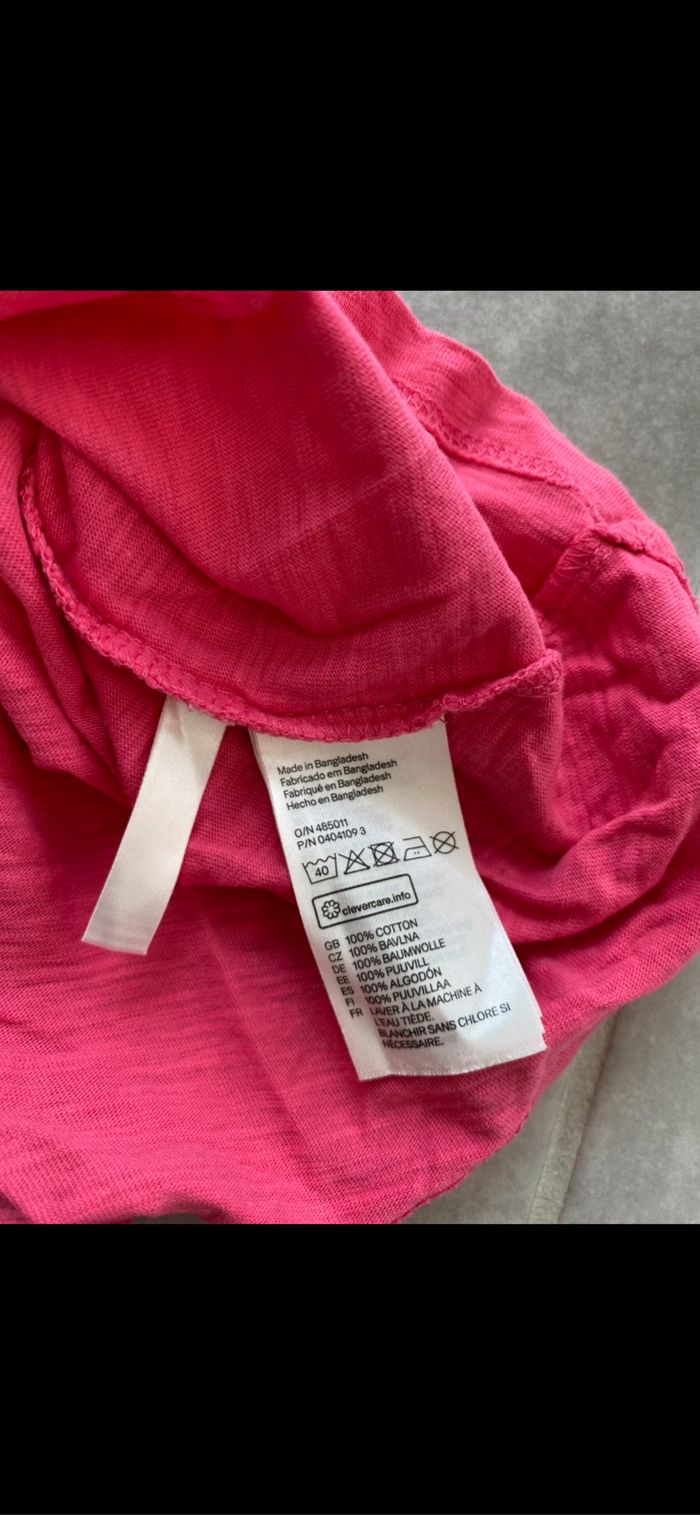 Made in Bangladesh
Fabricado em Bangladesh
Fabriqué en Bangladesh
Hecho en Bangladesh
O/N 485011
P/N 0404109 3
40
clevercare.info
GB 100% COTTON
CZ 100% BAVLNA
DE 100% BAUMWOLLE
EE 100% PUUVILL
ES 100% ALGODÓN
FI 100% PUUVILLAA
FR LAVER À LA MACHINE À
L'EAU TIÈDE.
BLANCHIR SANS CHLORE SI
NÉCESSAIRE.